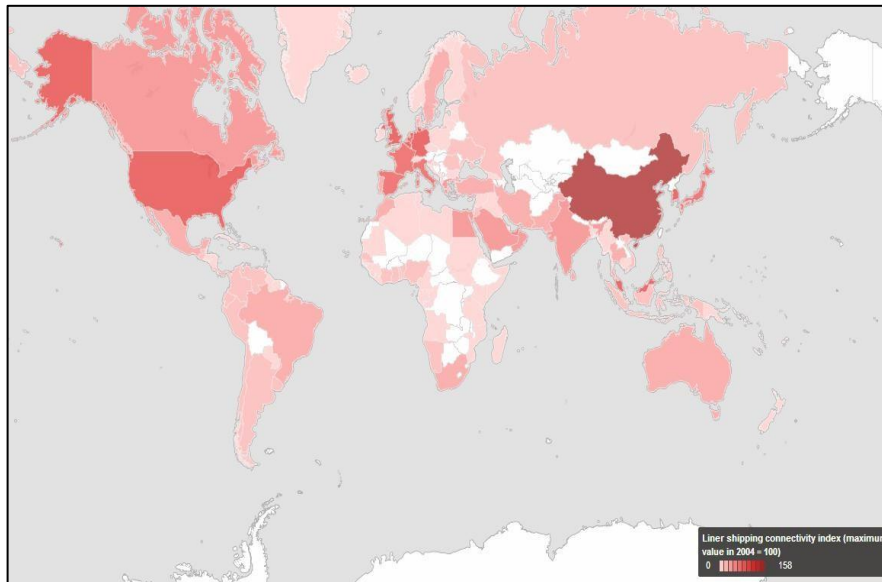 Liner shipping connectivity index (maximum
value in 2004 = 100)
0 158